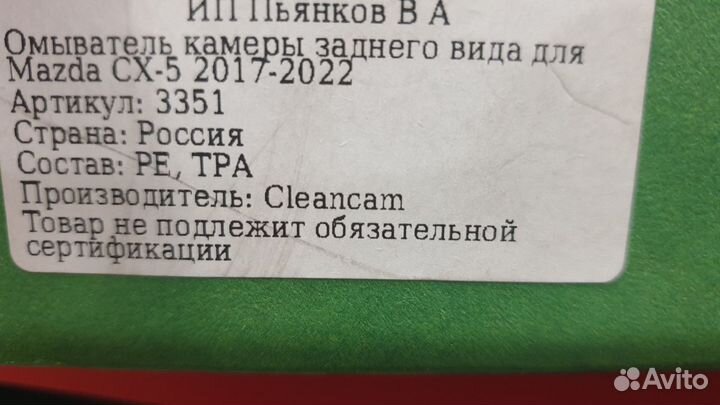 ИП Пьянков В А
Омыватель камеры заднего вида для
Mazda CX-5 2017-2022
Артикул: 3351
Страна: Россия
Состав: PE, TPA
Производитель: Cleancam
Товар не подлежит обязательной
сертификации
Avito